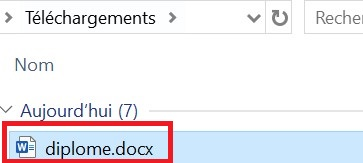 Téléchargements
Recher
Nom
Aujourd'hui (7)
diplome.docx